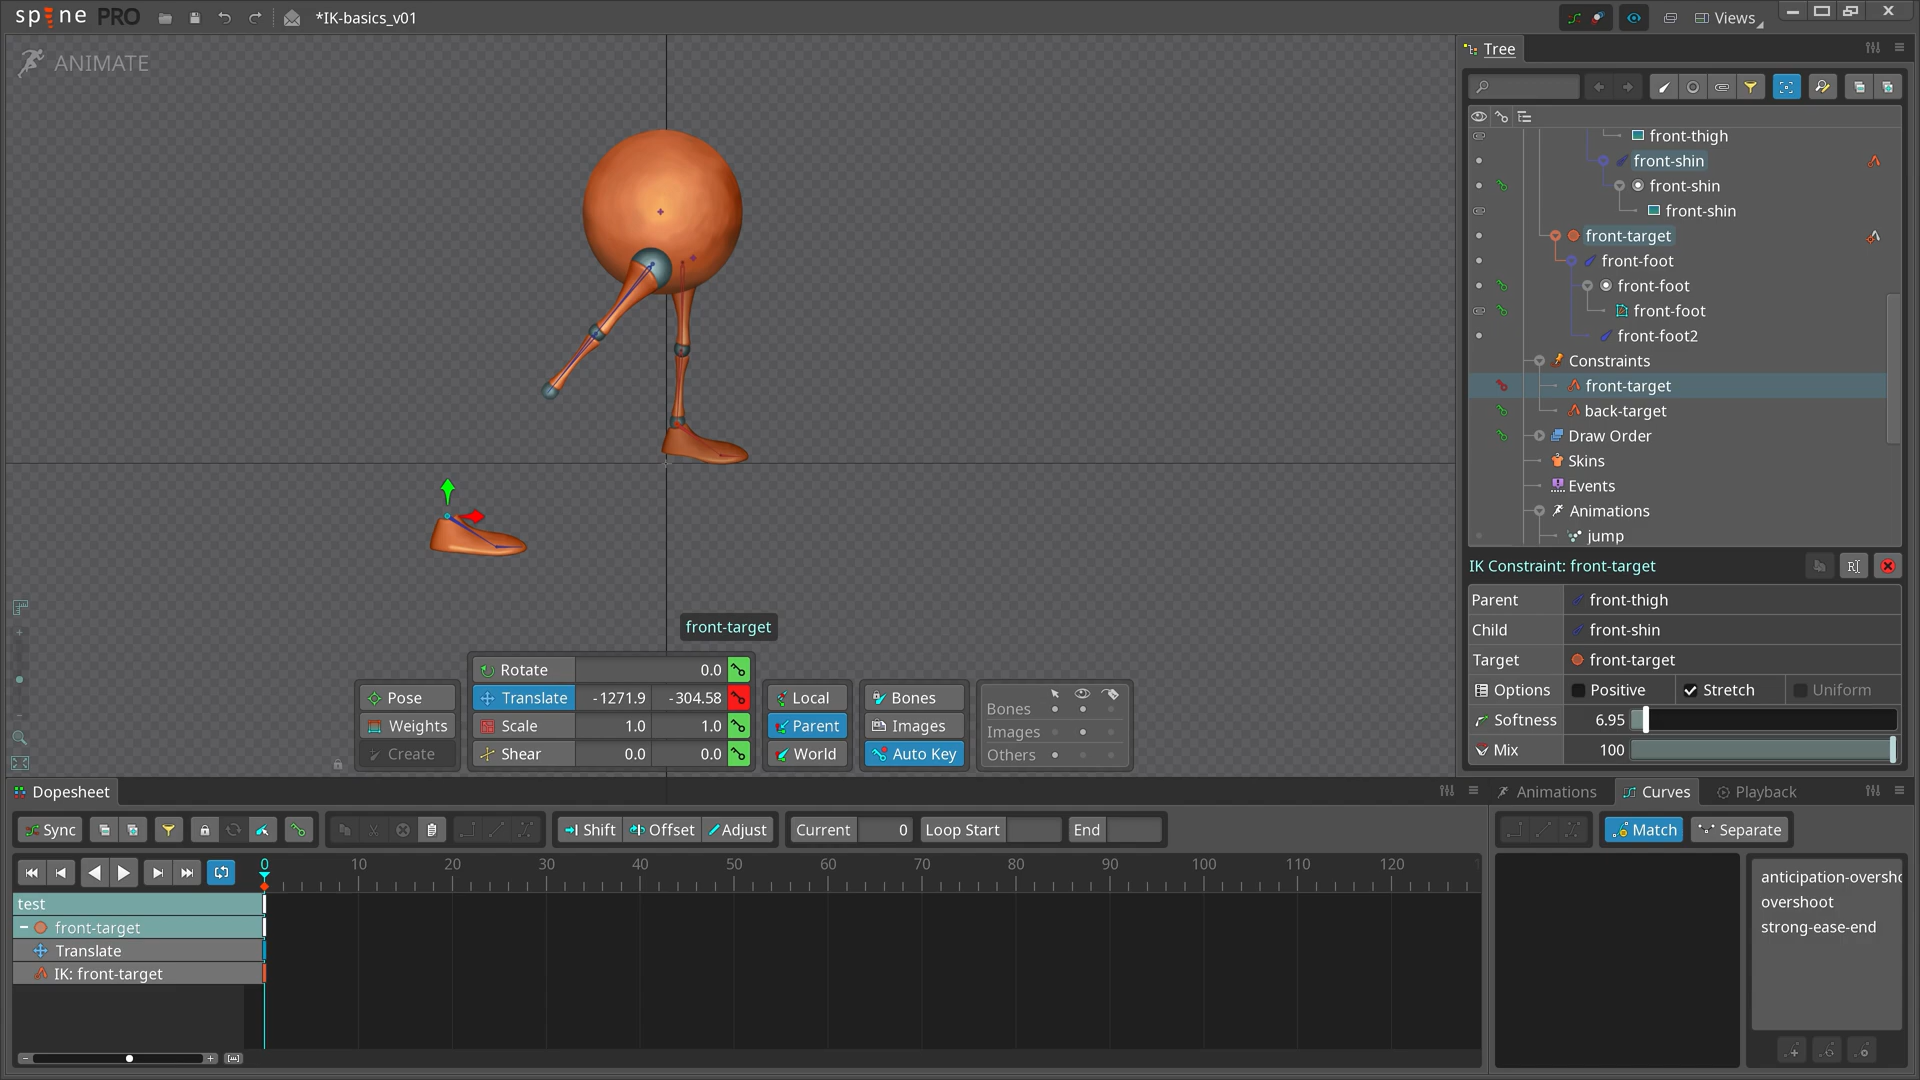 spine PRO
*IK-basics_v01
Views
ANIMATE
Tree
front-thigh
front-shin
front-shin
front-shin
front-target
front-foot
front-foot
front-foot
front-foot2
Constraints
front-target
back-target
Draw Order
Skins
Events
Animations
jump
IK Constraint: front-target
Parent front-thigh
Child front-shin
Target front-target
Options Positive Stretch Uniform
Softness 6.95
Mix 100
front-target
Pose
Weights
Create
Rotate 0.0
Translate -1271.9 -304.58
Scale 1.0 1.0
Shear 0.0 0.0
Local
Parent
World
Bones
Images
Auto Key
Bones
Images
Others
Dopesheet
Sync
Shift Offset Adjust
Current 0
Loop Start
End
0 10 20 30 40 50 60 70 80 90 100 110 120
test
front-target
Translate
IK: front-target
Animations Curves Playback
Match Separate
anticipation-oversho
overshoot
strong-ease-end